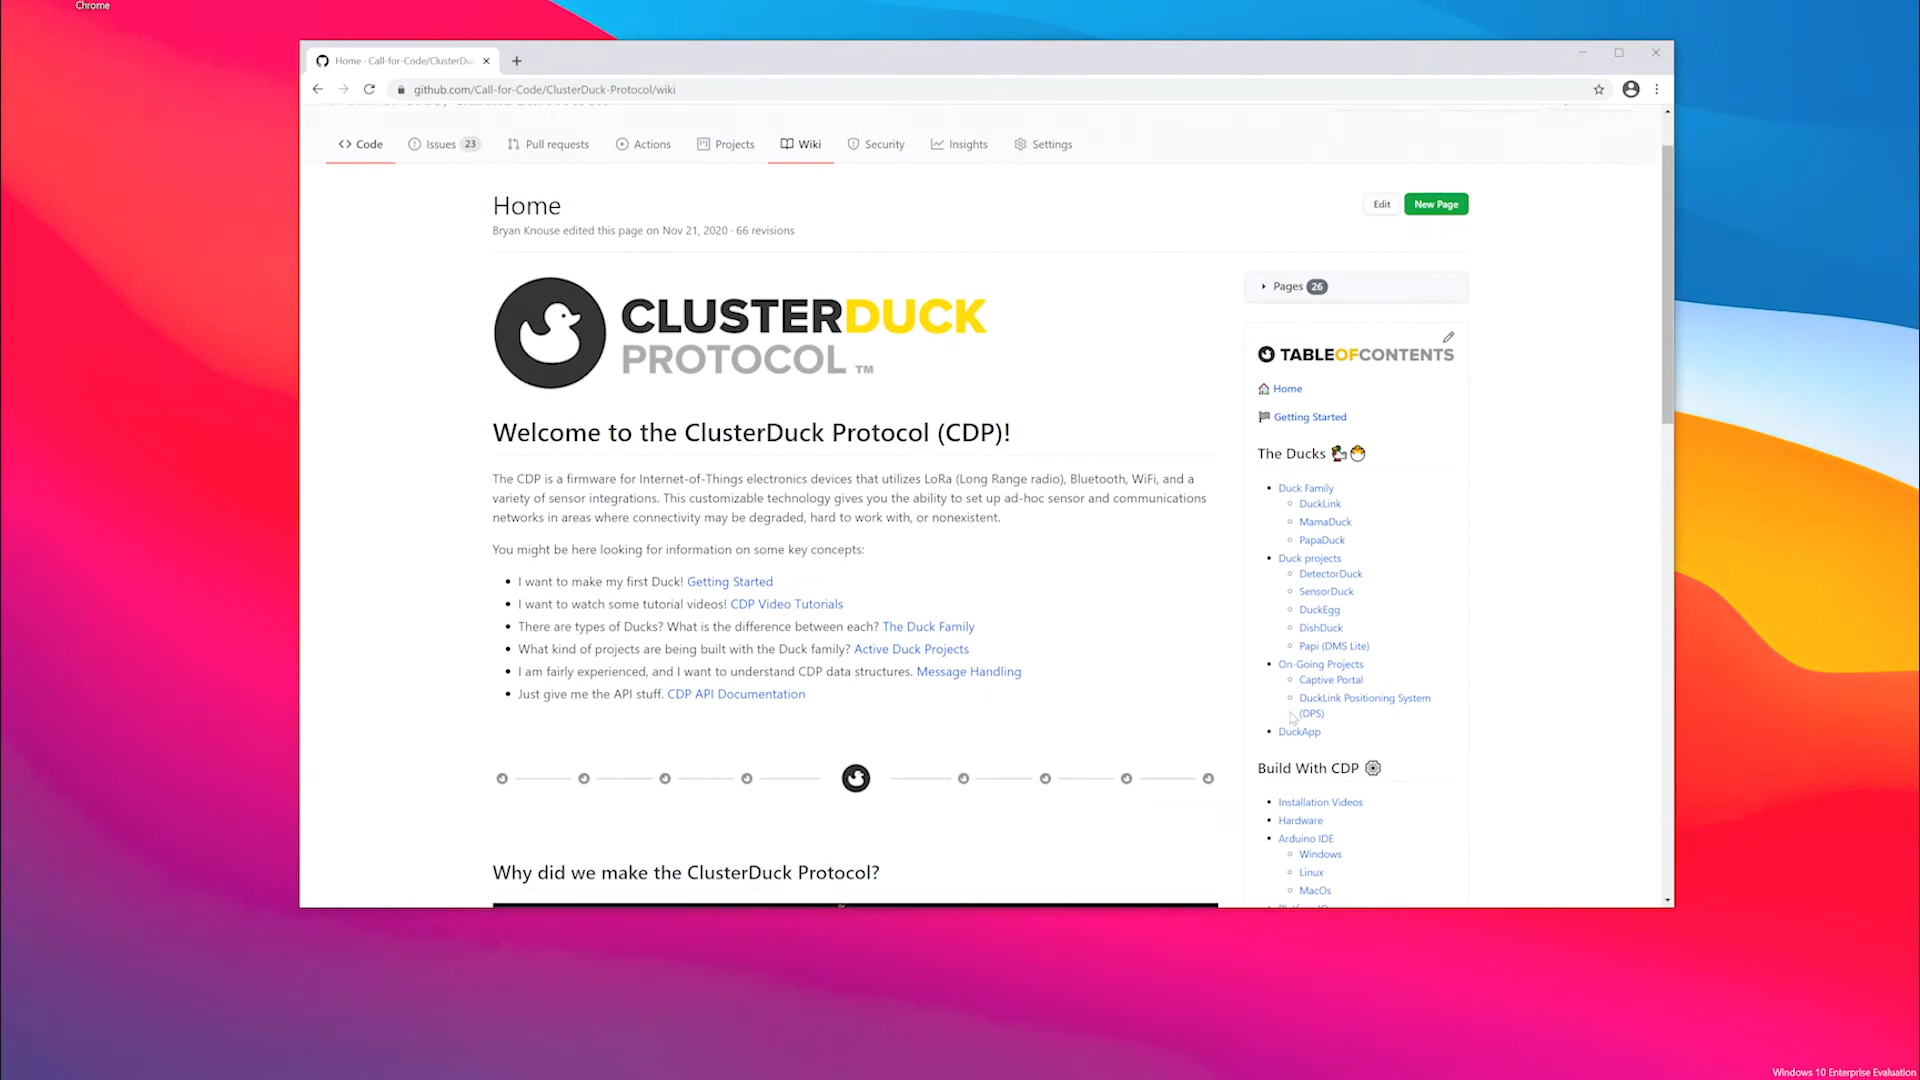 Chrome
Home - Call-for-Code/ClusterDu
github.com/Call-for-Code/ClusterDuck-Protocol/wiki
Code Issues 23 Pull requests Actions Projects Wiki Security Insights Settings
Home
Edit New Page
Bryan Knouse edited this page on Nov 21, 2020 · 66 revisions
CLUSTERDUCK
PROTOCOL ™
Welcome to the ClusterDuck Protocol (CDP)!
The CDP is a firmware for Internet-of-Things electronics devices that utilizes LoRa (Long Range radio), Bluetooth, WiFi, and a
variety of sensor integrations. This customizable technology gives you the ability to set up ad-hoc sensor and communications
networks in areas where connectivity may be degraded, hard to work with, or nonexistent.
You might be here looking for information on some key concepts:
• I want to make my first Duck! Getting Started
• I want to watch some tutorial videos! CDP Video Tutorials
• There are types of Ducks? What is the difference between each? The Duck Family
• What kind of projects are being built with the Duck family? Active Duck Projects
• I am fairly experienced, and I want to understand CDP data structures. Message Handling
• Just give me the API stuff. CDP API Documentation
Why did we make the ClusterDuck Protocol?
Pages 26
TABLEOFCONTENTS
Home
Getting Started
The Ducks
• Duck Family
DuckLink
MamaDuck
PapaDuck
• Duck projects
DetectorDuck
SensorDuck
DuckEgg
DishDuck
Papi (DMS Lite)
• On-Going Projects
Captive Portal
DuckLink Positioning System
(DPS)
• DuckApp
Build With CDP
• Installation Videos
• Hardware
• Arduino IDE
Windows
Linux
MacOs
Windows 10 Enterprise Evaluation